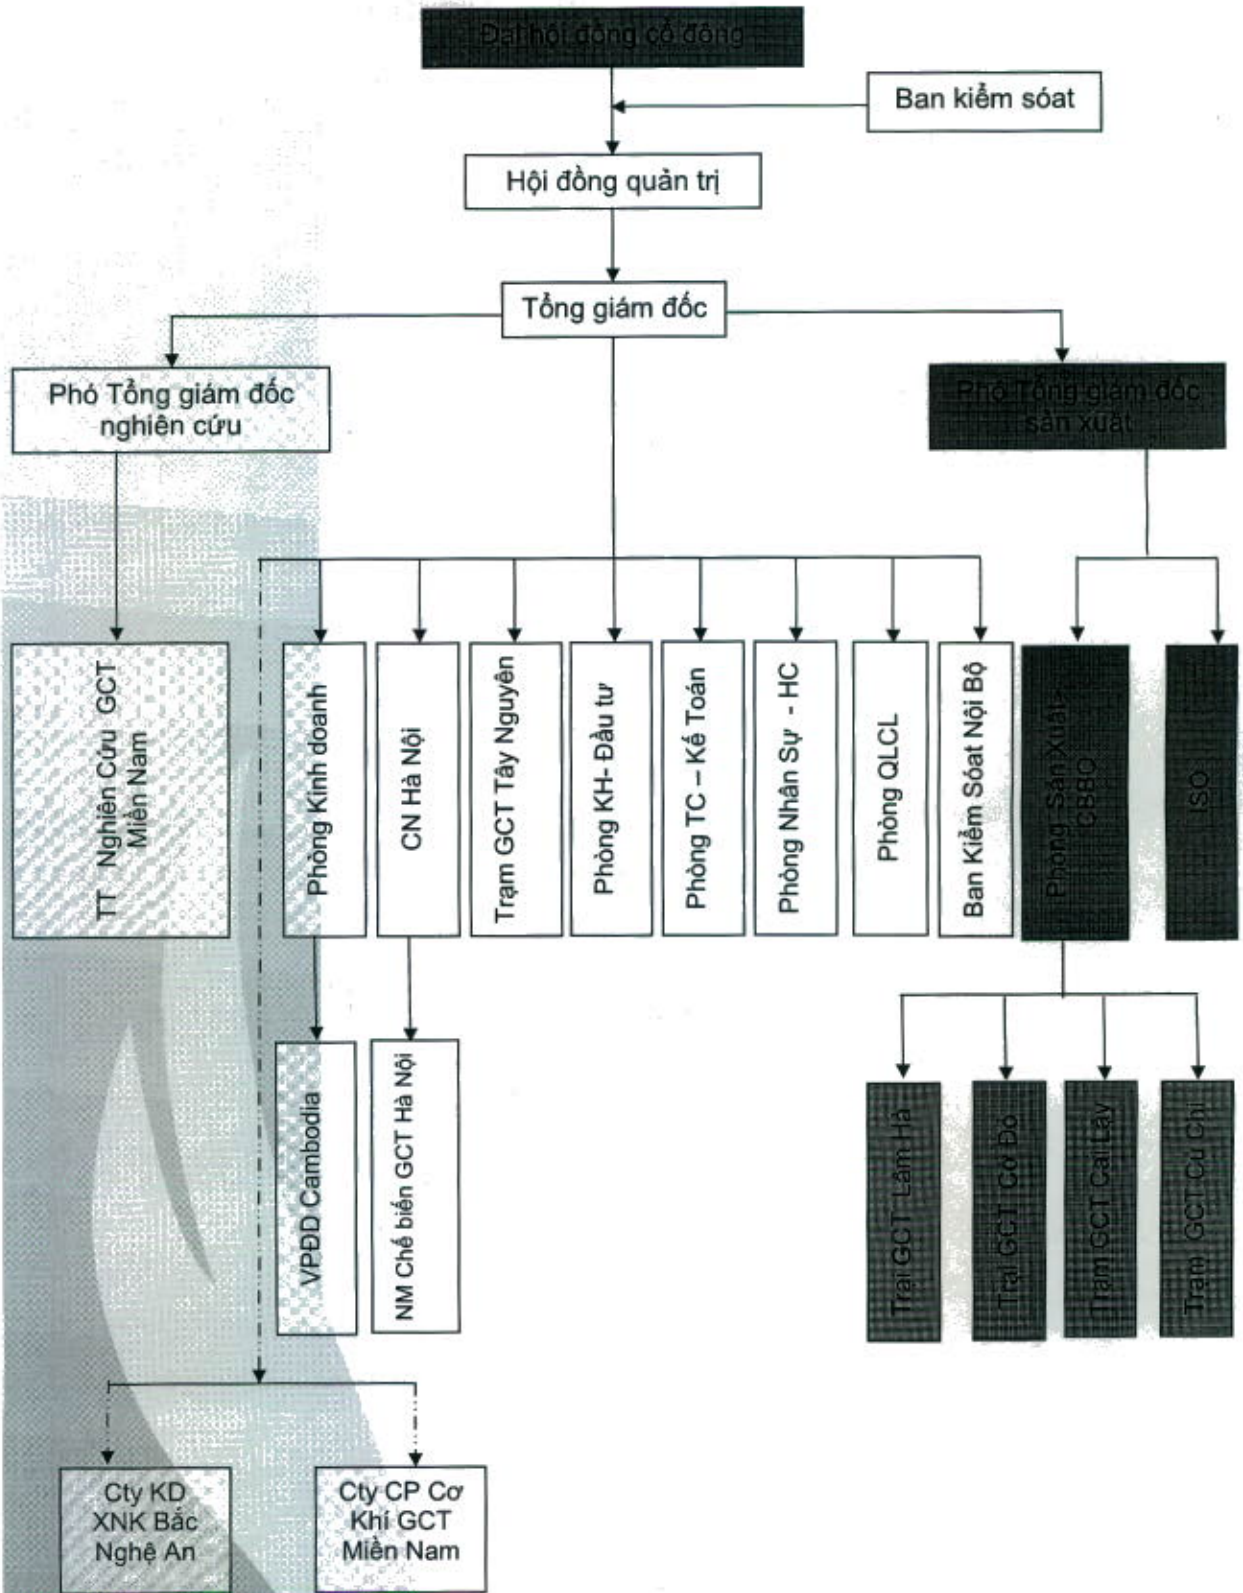 Đại hội đồng cổ đông
Ban kiểm sóat
Hội đồng quản trị
Tổng giám đốc
Phó Tổng giám đốc
nghiên cứu
Phó Tổng giám đốc
sản xuất
TT Nghiên Cứu GCT
Miền Nam
Phòng Kinh doanh
CN Hà Nội
Trạm GCT Tây Nguyên
Phòng KH- Đầu tư
Phòng TC – Kế Toán
Phòng Nhân Sự - HC
Phòng QLCL
Ban Kiểm Sóat Nội Bộ
Phòng Sản Xuất-
CBBQ
ISO
VPĐD Cambodia
NM Chế biến GCT Hà Nội
Trại GCT Lâm Hà
Trại GCT Cờ Đỏ
Trạm GCT Cai Lậy
Trạm GCT Củ Chi
Cty KD
XNK Bắc
Nghệ An
Cty CP Cơ
Khí GCT
Miền Nam